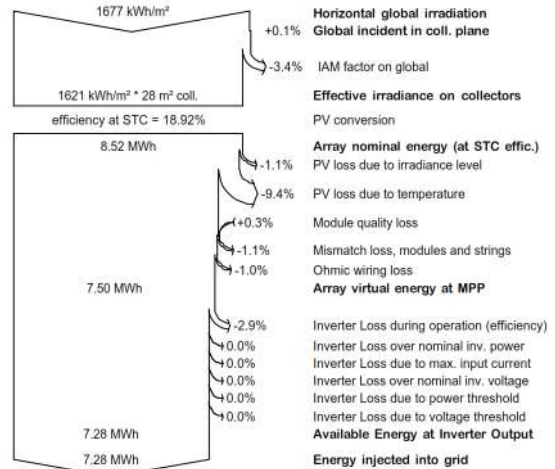 1677 kWh/m² Horizontal global irradiation
+0.1% Global incident in coll. plane
-3.4% IAM factor on global
1621 kWh/m² * 28 m² coll. Effective irradiance on collectors
efficiency at STC = 18.92% PV conversion
8.52 MWh Array nominal energy (at STC effic.)
-1.1% PV loss due to irradiance level
-9.4% PV loss due to temperature
+0.3% Module quality loss
-1.1% Mismatch loss, modules and strings
-1.0% Ohmic wiring loss
7.50 MWh Array virtual energy at MPP
-2.9% Inverter Loss during operation (efficiency)
0.0% Inverter Loss over nominal inv. power
0.0% Inverter Loss due to max. input current
0.0% Inverter Loss over nominal inv. voltage
0.0% Inverter Loss due to power threshold
0.0% Inverter Loss due to voltage threshold
7.28 MWh Available Energy at Inverter Output
7.28 MWh Energy injected into grid